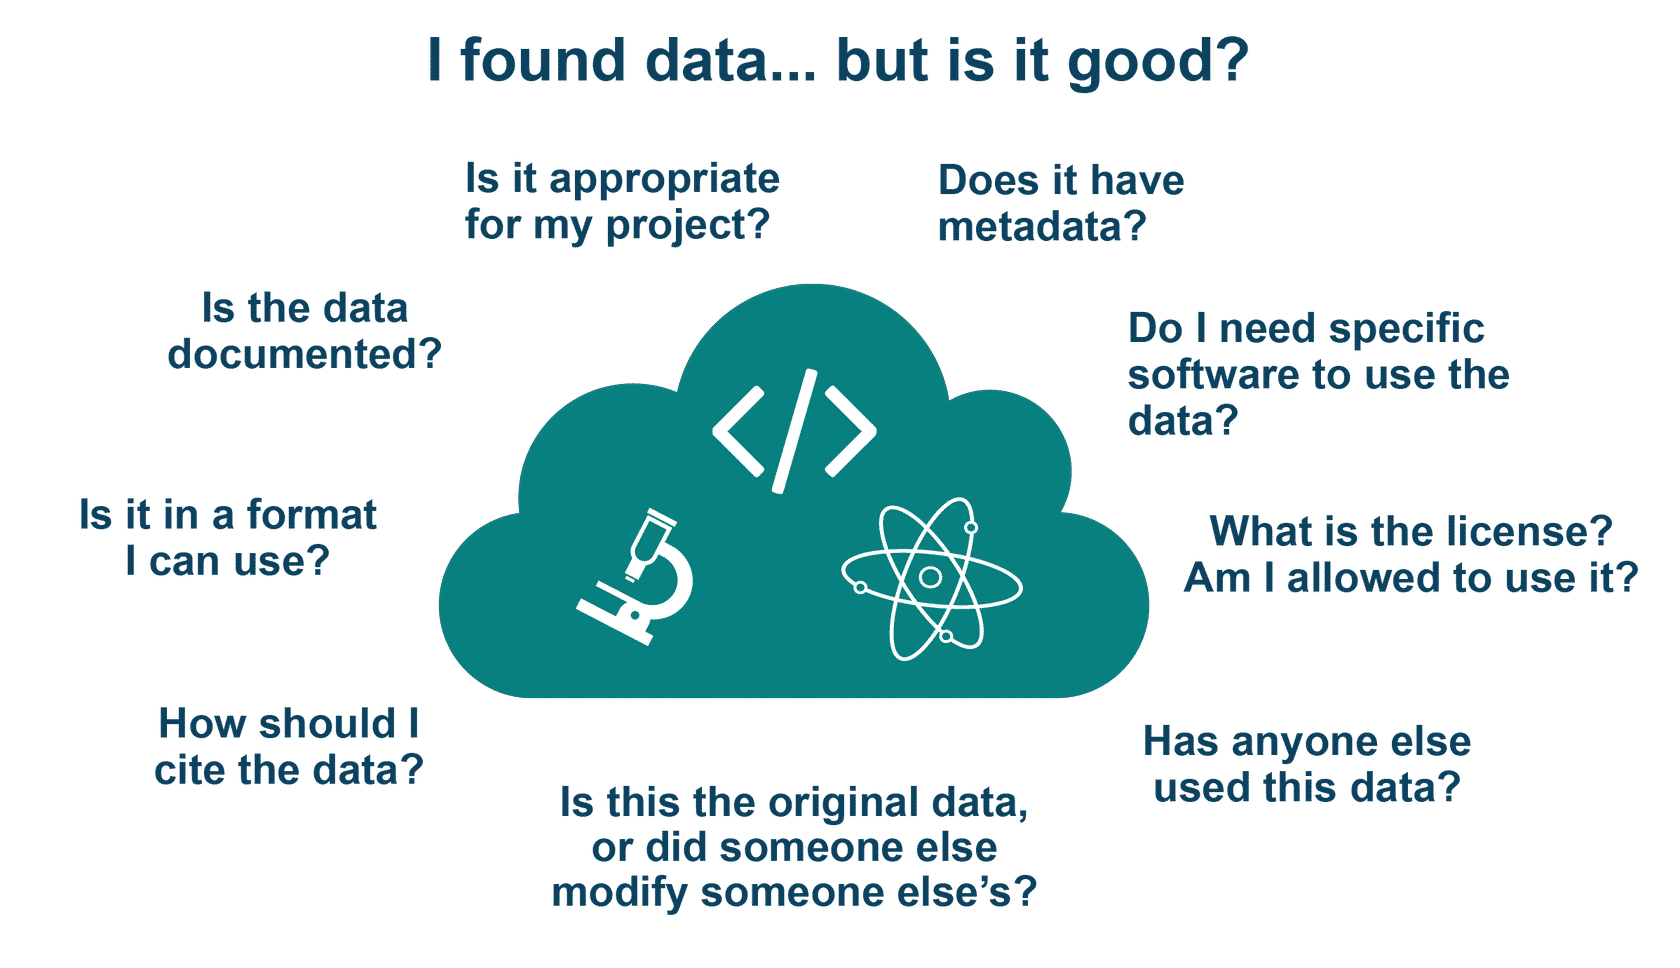 I found data... but is it good?
Is it appropriate
for my project?
Does it have
metadata?
Is the data
documented?
Do I need specific
software to use the
data?
Is it in a format
I can use?
What is the license?
Am I allowed to use it?
</>
How should I
cite the data?
Has anyone else
used this data?
Is this the original data,
or did someone else
modify someone else’s?